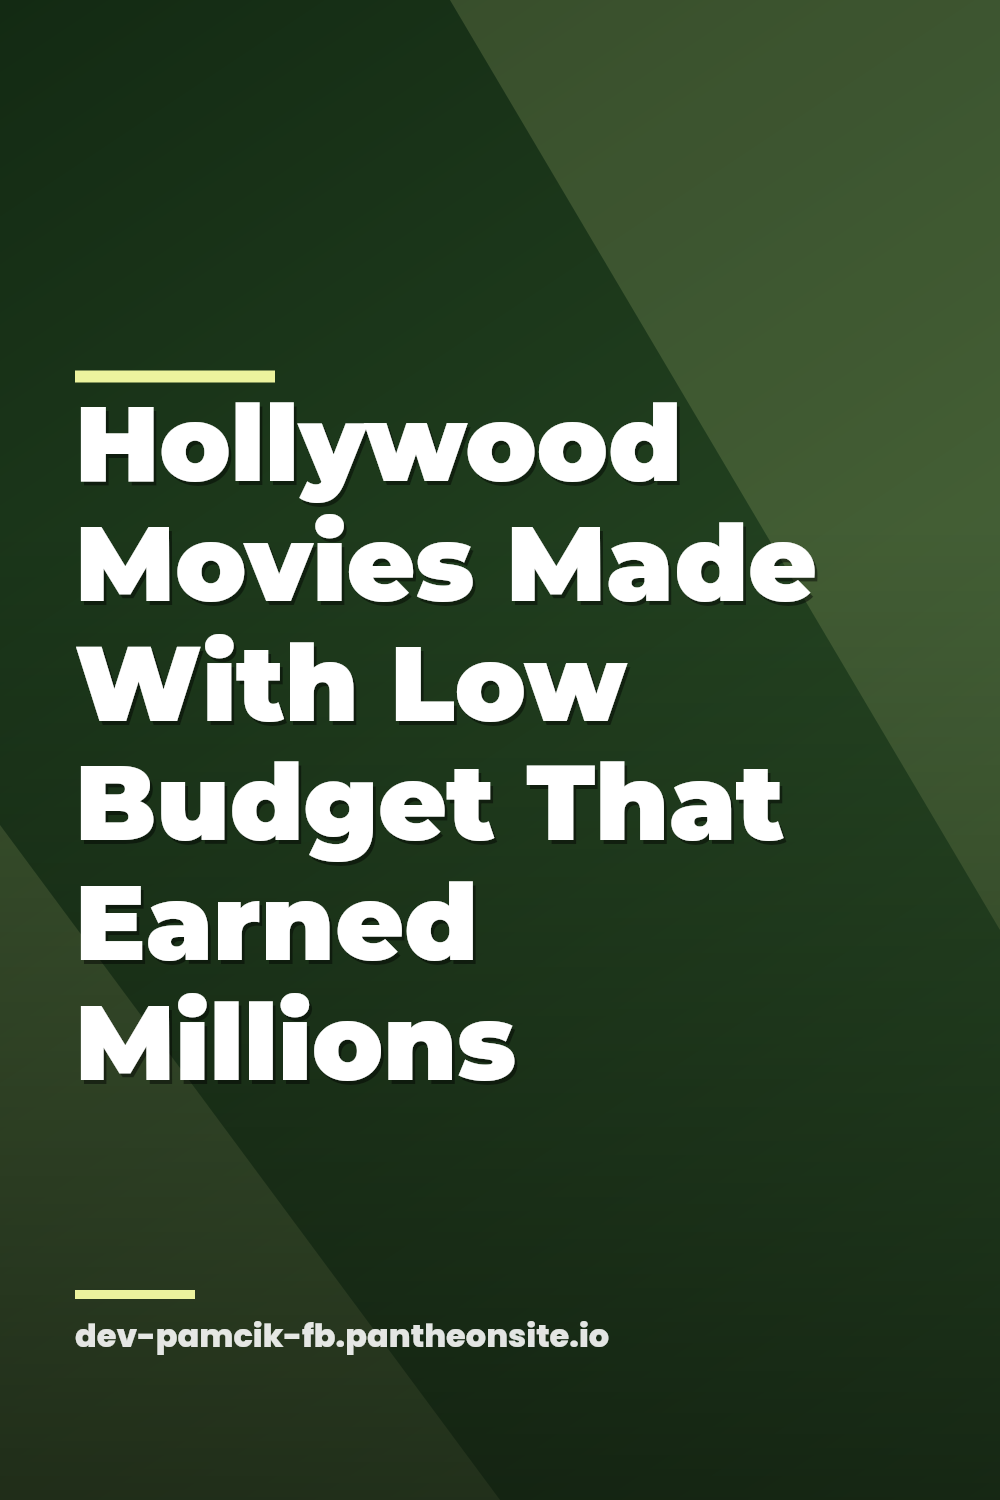 Hollywood
Movies Made
With Low
Budget That
Earned
Millions
dev-pamcik-fb.pantheonsite.io